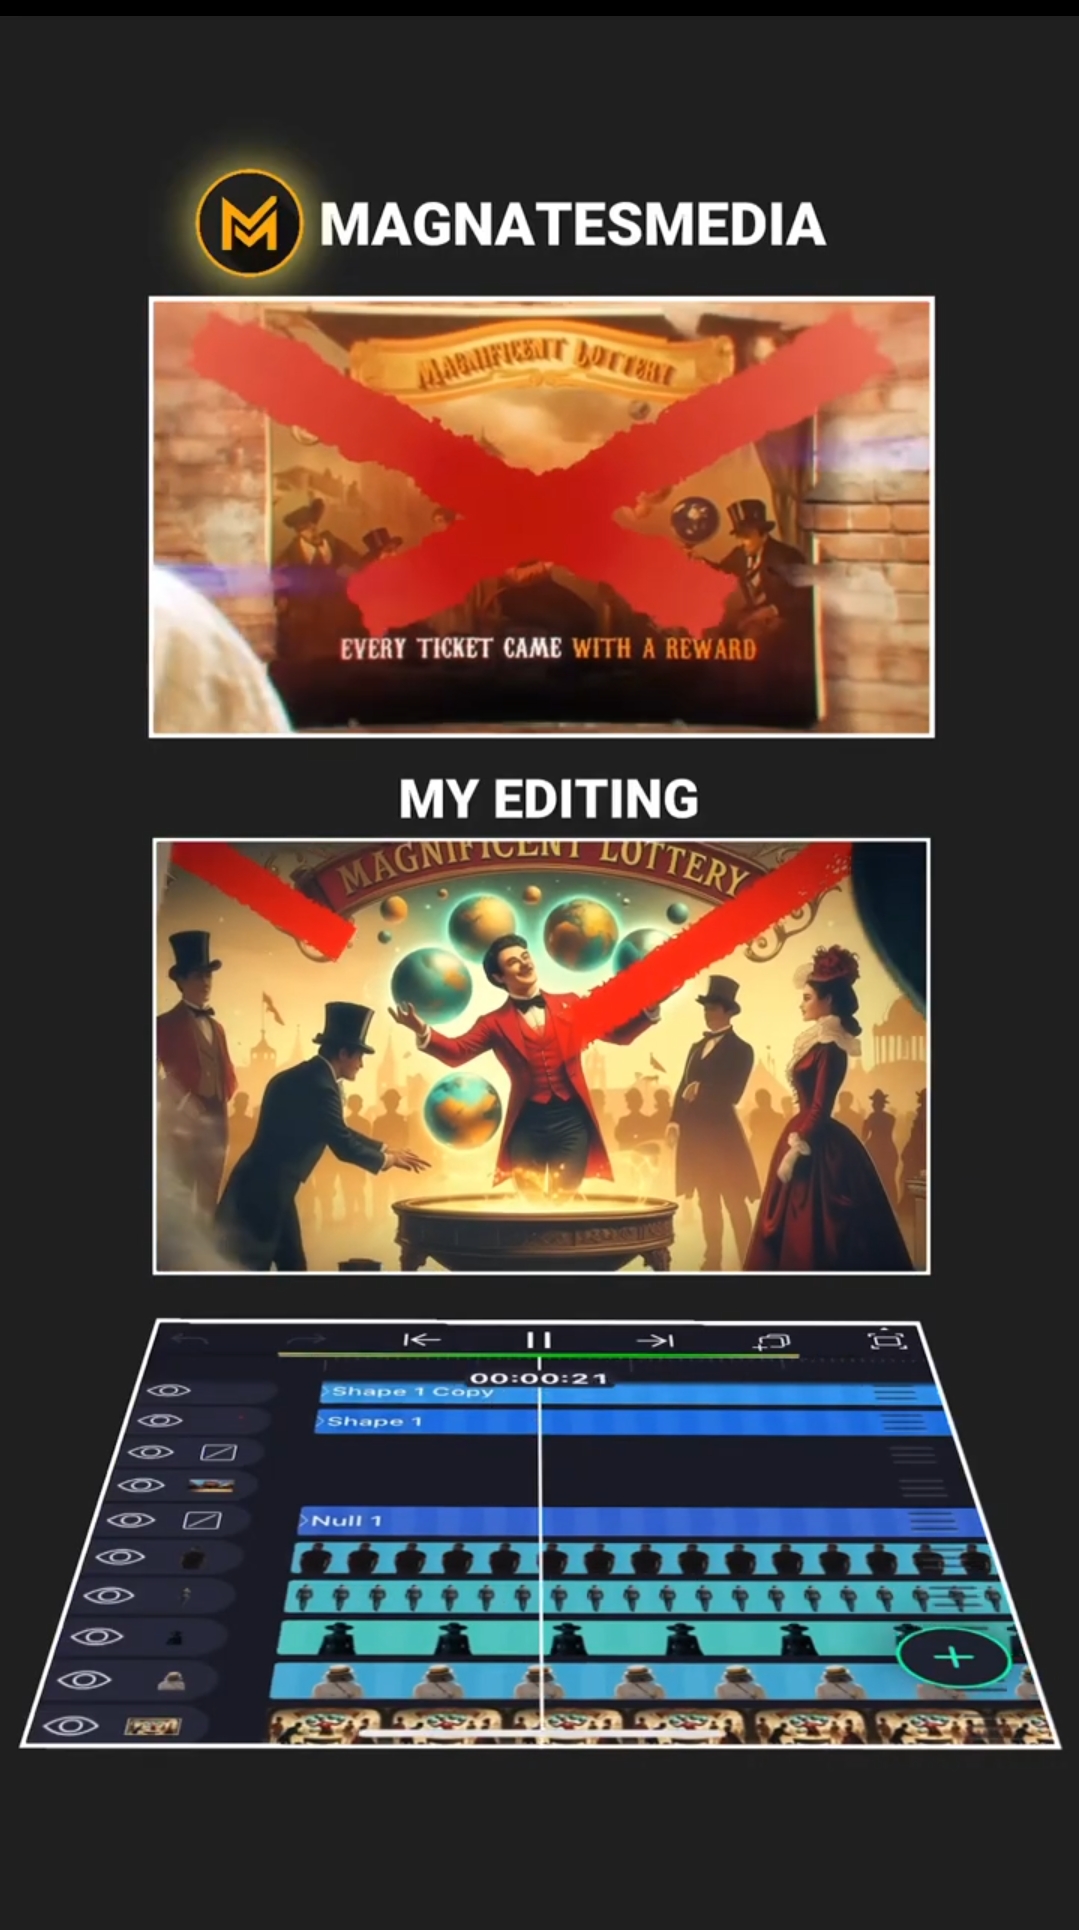 MAGNATESMEDIA
MAGNIFICENT LOTTERY
EVERY TICKET CAME WITH A REWARD
MY EDITING
MAGNIFICENT LOTTERY
00:00:21
Shape 1 Copy
Shape 1
Null 1